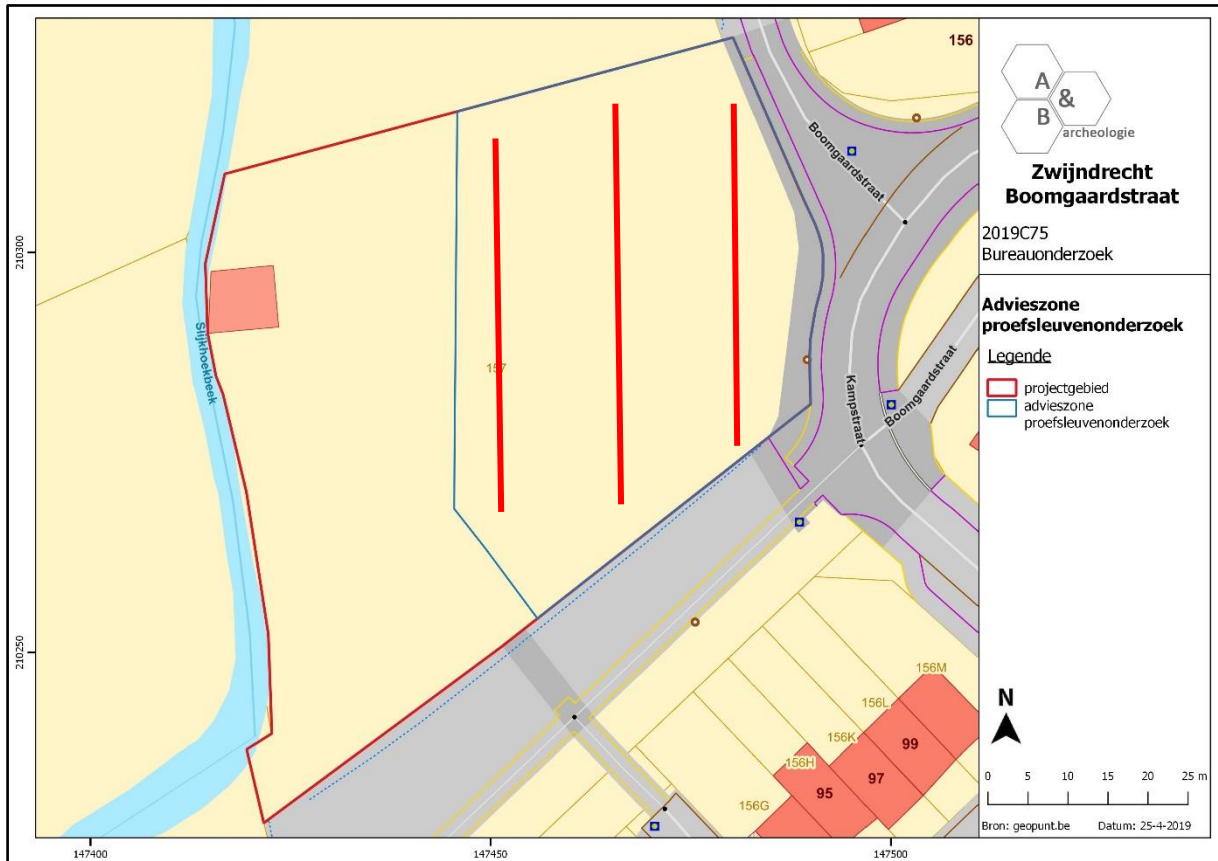 156
Boomgaardstraat
Boomgaardstraat
Kampstraat
Slijkhoekbeek
157
156M
156L
156K
156H
156G
99
97
95
210300
210250
147400
147450
147500
A
&
B
archeologie
Zwijndrecht
Boomgaardstraat
2019C75
Bureauonderzoek
Advieszone
proefsleuvenonderzoek
Legende
projectgebied
advieszone
proefsleuvenonderzoek
N
0 5 10 15 20 25 m
Bron: geopunt.be Datum: 25-4-2019